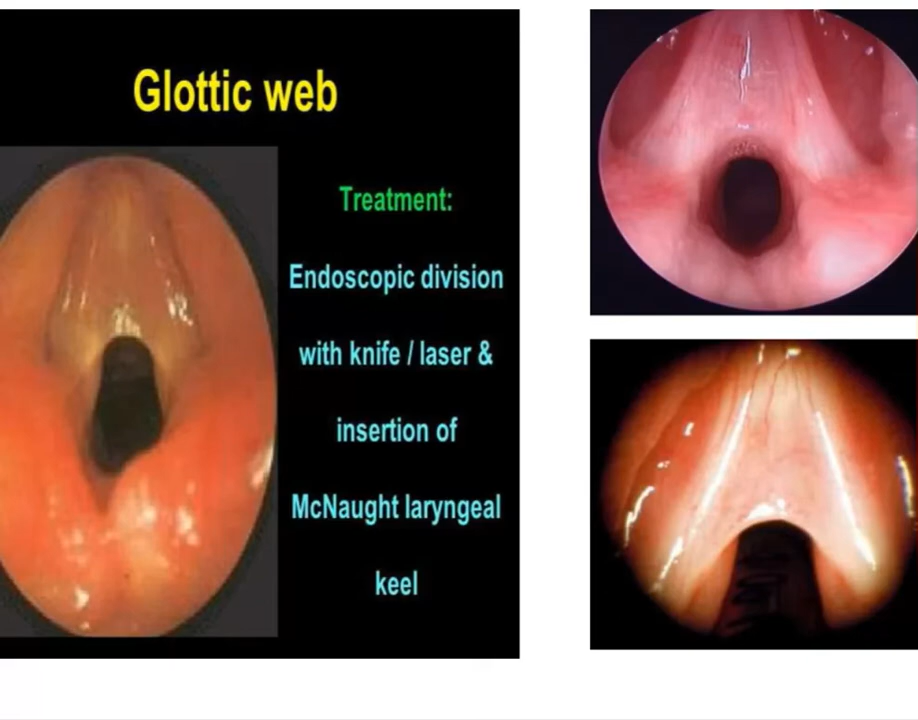 Glottic web
Treatment:
Endoscopic division
with knife / laser &
insertion of
McNaught laryngeal
keel